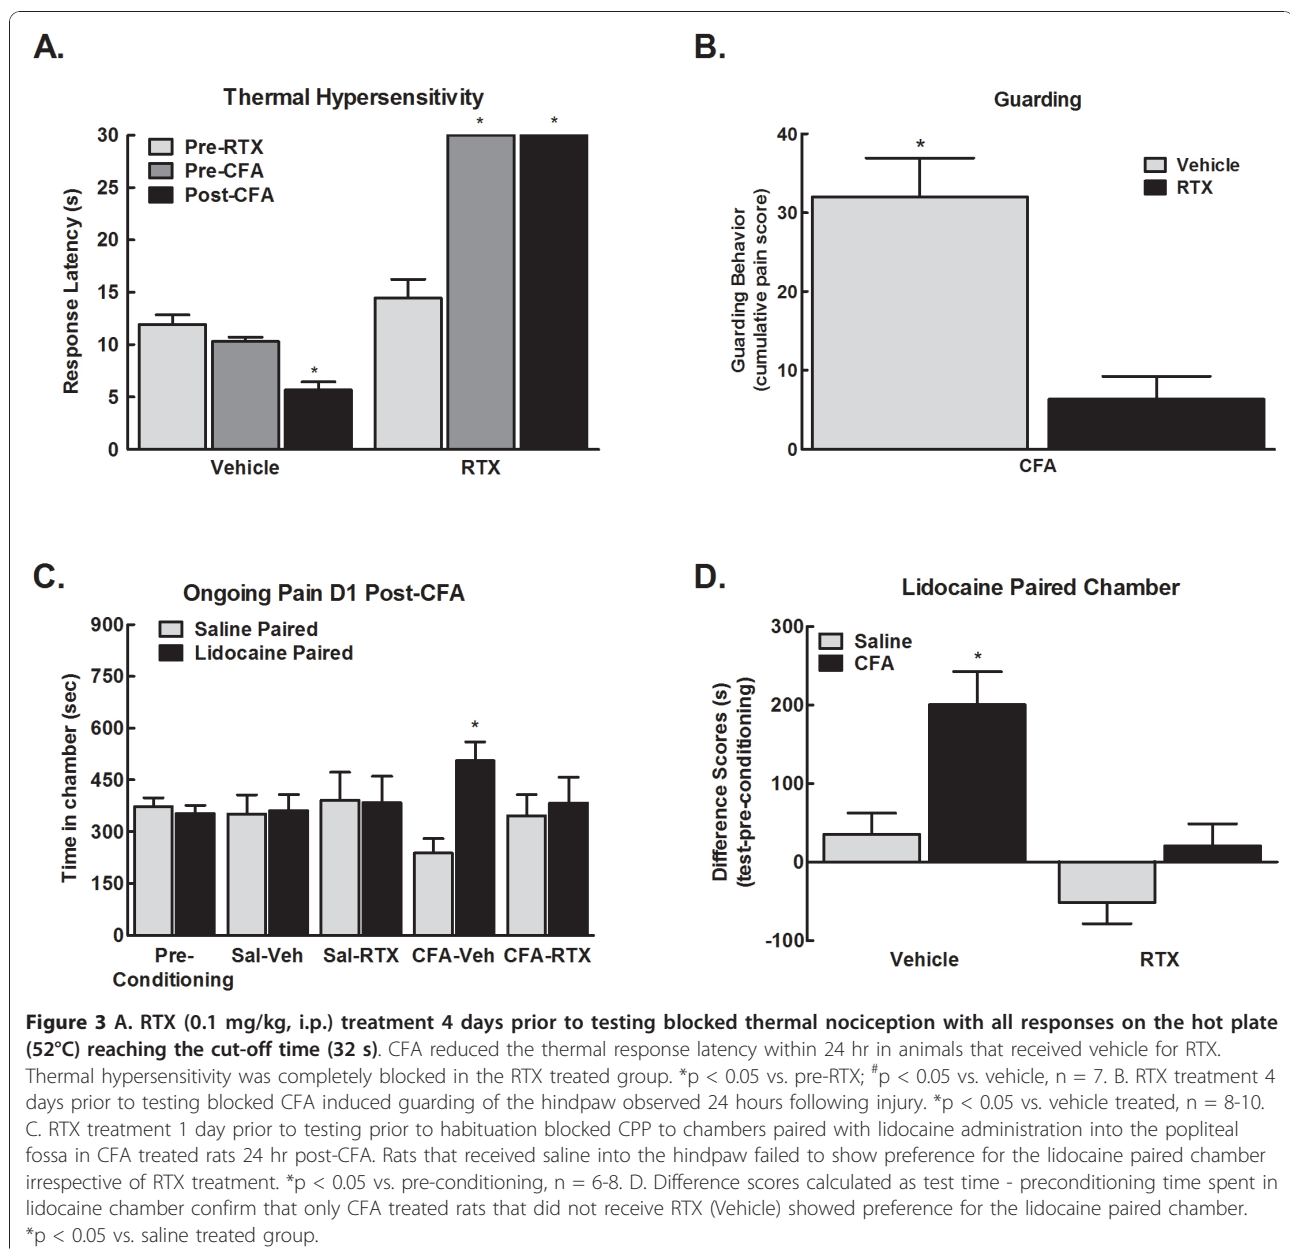 A.
Thermal Hypersensitivity
Pre-RTX
Pre-CFA
Post-CFA
Response Latency (s)
30
25
20
15
10
5
0
*
*
*
Vehicle
RTX
B.
Guarding
Vehicle
RTX
Guarding Behavior
(cumulative pain score)
40
30
20
10
0
*
CFA
C.
Ongoing Pain D1 Post-CFA
Saline Paired
Lidocaine Paired
Time in chamber (sec)
900
750
600
450
300
150
0
*
Pre-
Conditioning
Sal-Veh
Sal-RTX
CFA-Veh
CFA-RTX
D.
Lidocaine Paired Chamber
Saline
CFA
Difference Scores (s)
(test-pre-conditioning)
300
200
100
0
-100
*
Vehicle
RTX
Figure 3 A. RTX (0.1 mg/kg, i.p.) treatment 4 days prior to testing blocked thermal nociception with all responses on the hot plate
(52°C) reaching the cut-off time (32 s). CFA reduced the thermal response latency within 24 hr in animals that received vehicle for RTX.
Thermal hypersensitivity was completely blocked in the RTX treated group. *p < 0.05 vs. pre-RTX; #p < 0.05 vs. vehicle, n = 7. B. RTX treatment 4
days prior to testing blocked CFA induced guarding of the hindpaw observed 24 hours following injury. *p < 0.05 vs. vehicle treated, n = 8-10.
C. RTX treatment 1 day prior to testing prior to habituation blocked CPP to chambers paired with lidocaine administration into the popliteal
fossa in CFA treated rats 24 hr post-CFA. Rats that received saline into the hindpaw failed to show preference for the lidocaine paired chamber
irrespective of RTX treatment. *p < 0.05 vs. pre-conditioning, n = 6-8. D. Difference scores calculated as test time - preconditioning time spent in
lidocaine chamber confirm that only CFA treated rats that did not receive RTX (Vehicle) showed preference for the lidocaine paired chamber.
*p < 0.05 vs. saline treated group.